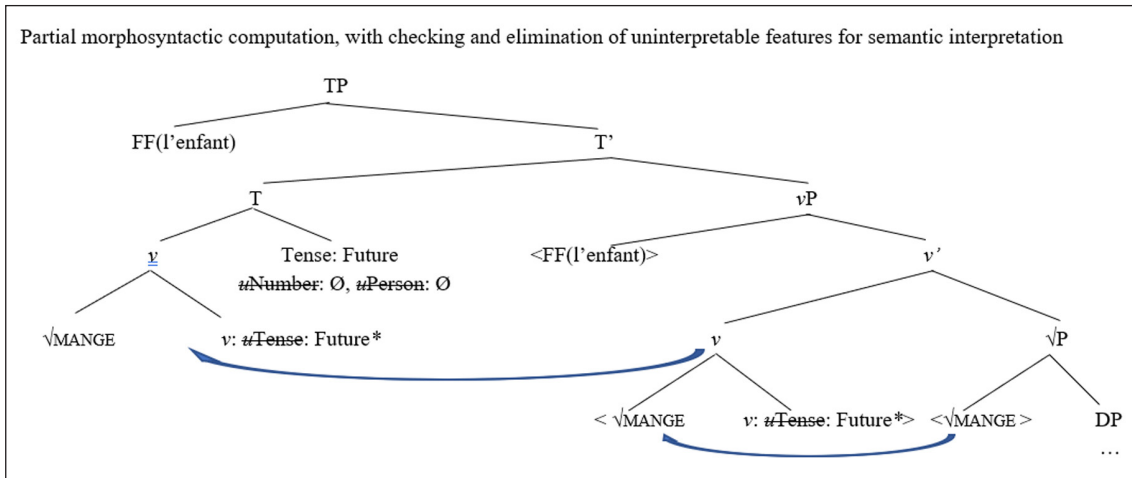 Partial morphosyntactic computation, with checking and elimination of uninterpretable features for semantic interpretation
TP
FF(l’enfant) T’
T vP
v Tense: Future <FF(l’enfant)> v’
uNumber: Ø, uPerson: Ø
√MANGE v: uTense: Future* v √P
< √MANGE v: uTense: Future*> <√MANGE > DP
…